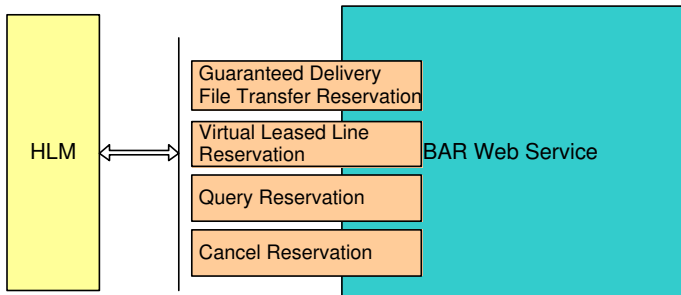 Guaranteed Delivery
File Transfer Reservation
Virtual Leased Line
Reservation
HLM
BAR Web Service
Query Reservation
Cancel Reservation